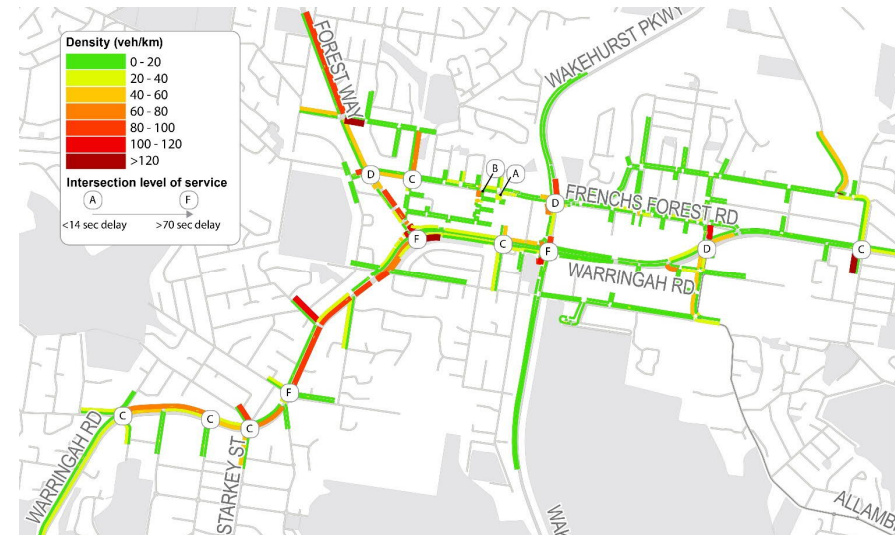 Density (veh/km)
0 - 20
20 - 40
40 - 60
60 - 80
80 - 100
100 - 120
>120
Intersection level of service
A
F
<14 sec delay
>70 sec delay
FOREST WAY
WAKEHURST PKWY
B
A
D
C
D
FRENCHS FOREST RD
F
C
F
D
C
WARRINGAH RD
F
C
C
C
WARRINGAH RD
STARKEY ST
WAK
ALLAMB